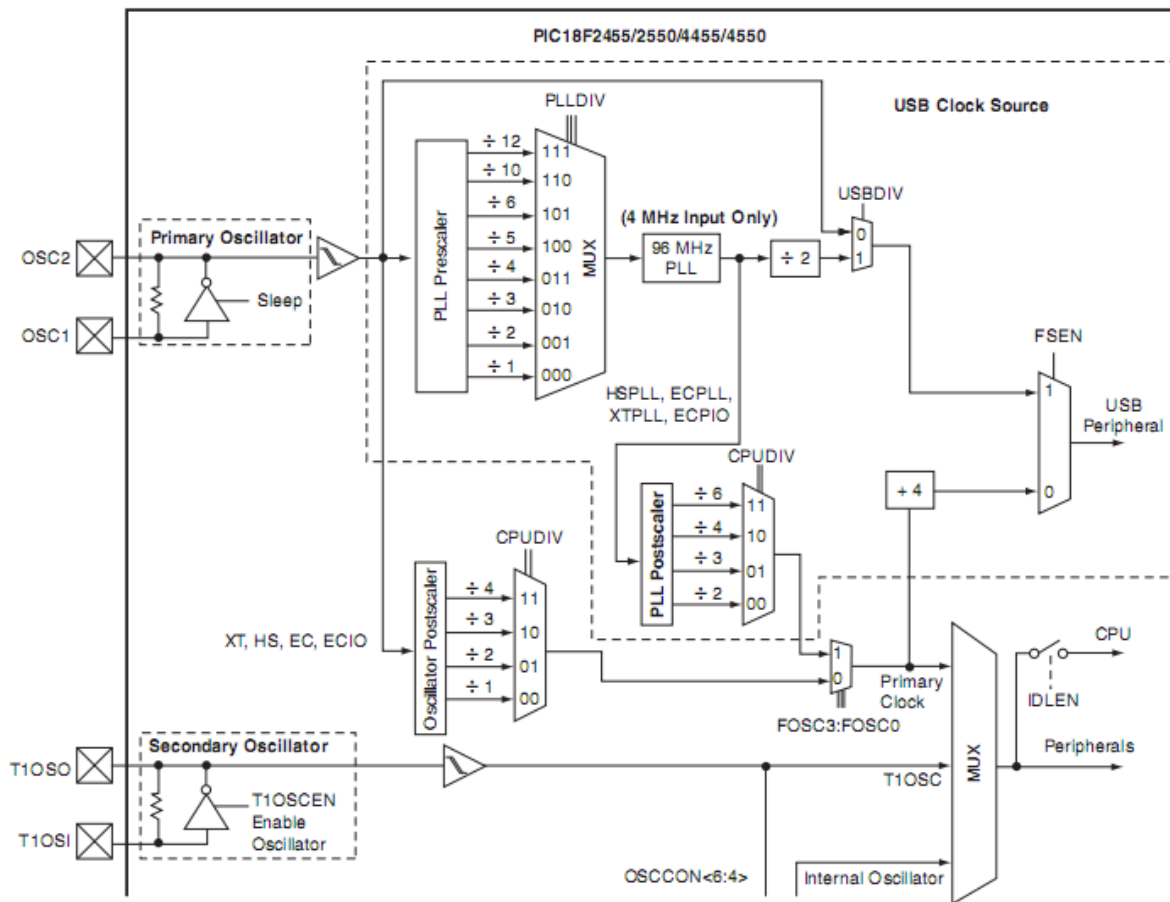 PIC18F2455/2550/4455/4550
USB Clock Source
PLLDIV
PLL Prescaler
÷ 12
÷ 10
÷ 6
÷ 5
÷ 4
÷ 3
÷ 2
÷ 1
111
110
101
100
011
010
001
000
MUX
(4 MHz Input Only)
96 MHz
PLL
÷ 2
USBDIV
0
1
Primary Oscillator
OSC2
OSC1
Sleep
FSEN
1
0
USB
Peripheral
HSPLL, ECPLL,
XTPLL, ECPIO
CPUDIV
PLL Postscaler
÷ 6
÷ 4
÷ 3
÷ 2
11
10
01
00
÷ 4
CPUDIV
Oscillator Postscaler
÷ 4
÷ 3
÷ 2
÷ 1
11
10
01
00
XT, HS, EC, ECIO
1
0
Primary
Clock
FOSC3:FOSC0
MUX
CPU
IDLEN
Peripherals
Secondary Oscillator
T1OSO
T1OSI
T1OSCEN
Enable
Oscillator
T1OSC
OSCCON<6:4>
Internal Oscillator